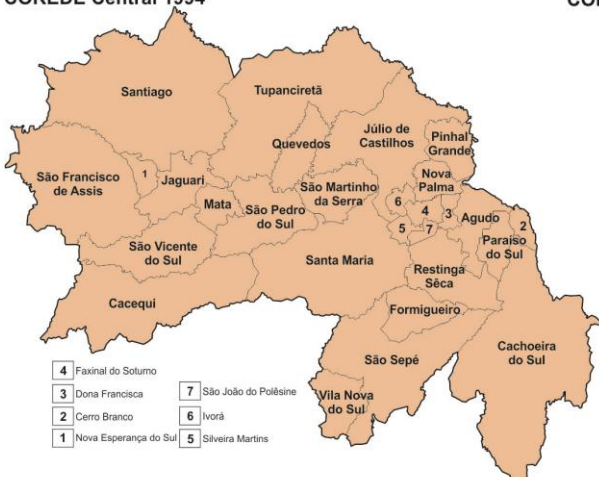 COREDE Central 1994
Santiago
Tupanciretã
Júlio de
Castilhos
Pinhal
Grande
Quevedos
São Francisco
de Assis
1
Jaguari
Nova
Palma
São Martinho
da Serra
Mata
São Pedro
do Sul
6
4
3
Agudo
2
5
7
Paraíso
do Sul
São Vicente
do Sul
Santa Maria
Restinga
Sêca
Cacequi
Formigueiro
Cachoeira
do Sul
São Sepé
Vila Nova
do Sul
4 Faxinal do Soturno
3 Dona Francisca
2 Cerro Branco
1 Nova Esperança do Sul
7 São João do Polêsine
6 Ivorá
5 Silveira Martins